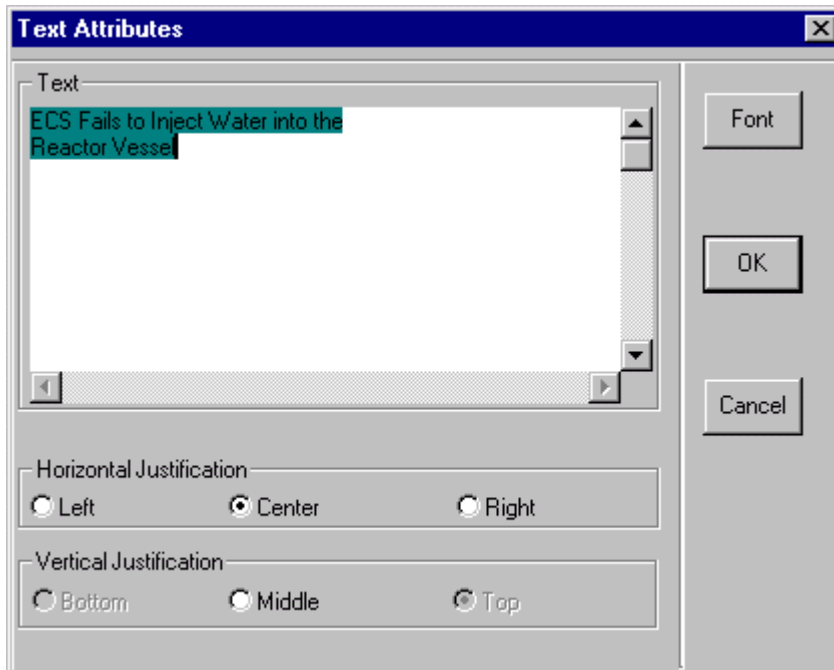 Text Attributes
Text
ECS Fails to Inject Water into the
Reactor Vessel
Font
OK
Cancel
Horizontal Justification
Left Center Right
Vertical Justification
Bottom Middle Top